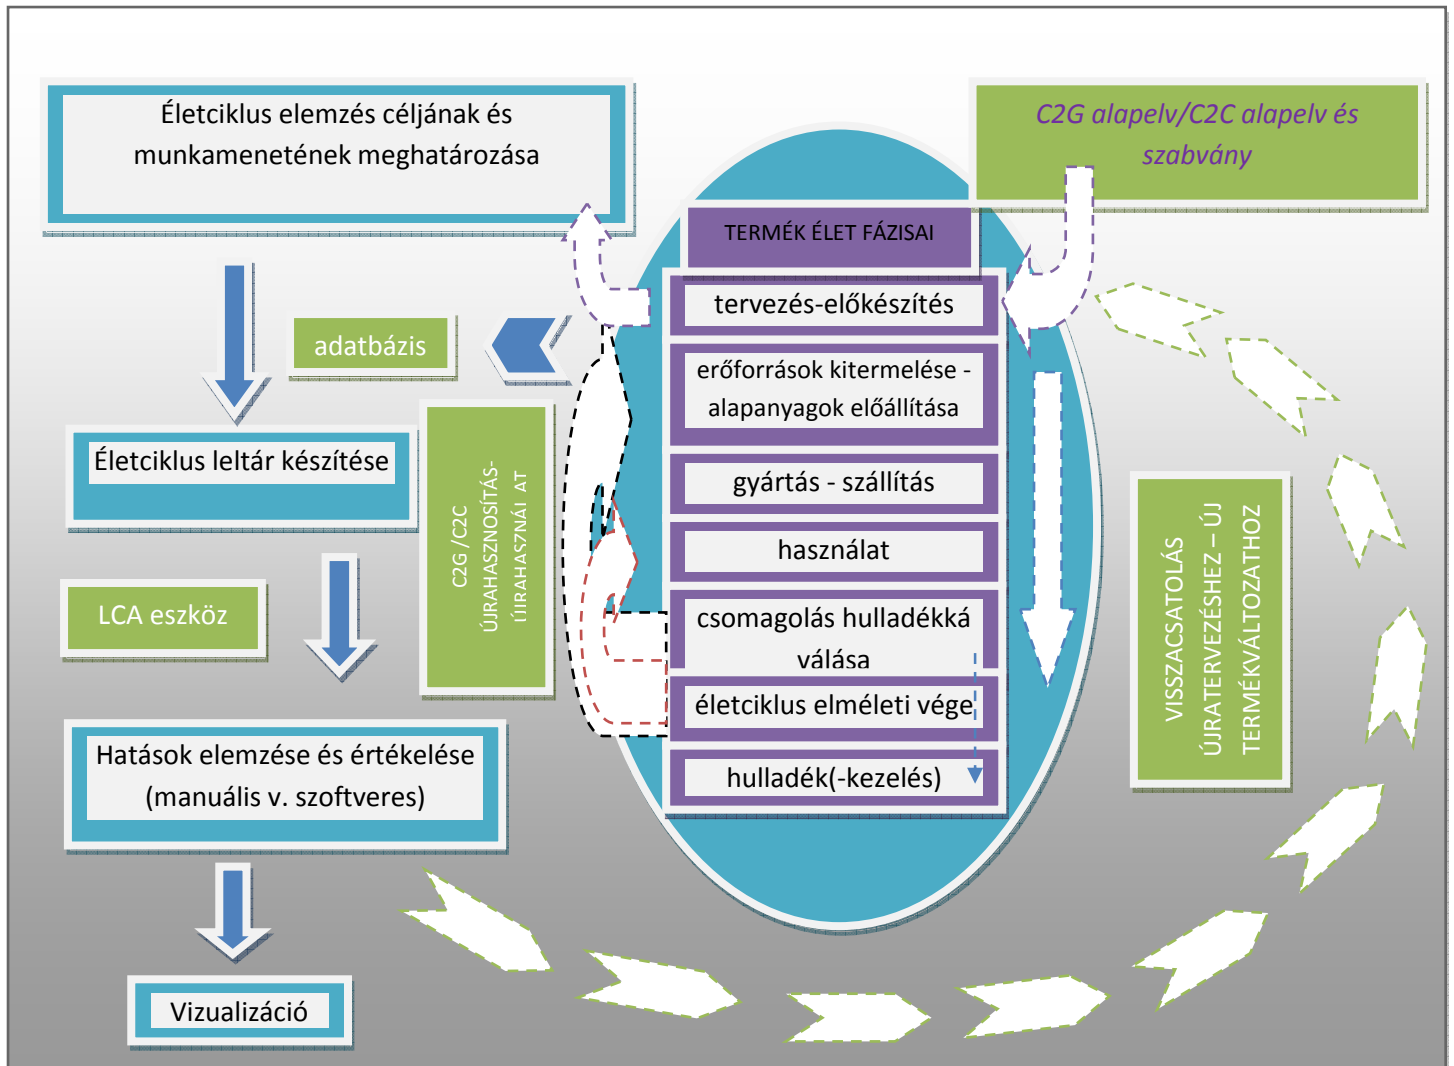 Életciklus elemzés céljának és
munkamenetének meghatározása
C2G alapelv/C2C alapelv és
szabvány
TERMÉK ÉLET FÁZISAI
tervezés-előkészítés
erőforrások kitermelése -
alapanyagok előállítása
gyártás - szállítás
használat
csomagolás hulladékká
válása
életciklus elméleti vége
hulladék(-kezelés)
adatbázis
Életciklus leltár készítése
C2G /C2C
ÚJRAHASZNOSÍTÁS-
LCA eszköz
Hatások elemzése és értékelése
(manuális v. szoftveres)
Vizualizáció
VISSZACSATOLÁS
ÚJRATERVEZÉSHEZ – ÚJ
TERMÉKVÁLTOZATHOZ